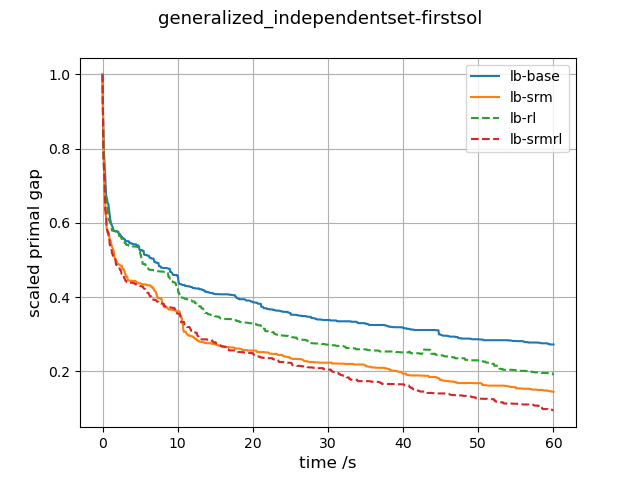 generalized_independentset-firstsol
scaled primal gap
1.0
0.8
0.6
0.4
0.2
lb-base
lb-srm
lb-rl
lb-srmrl
0 10 20 30 40 50 60
time /s